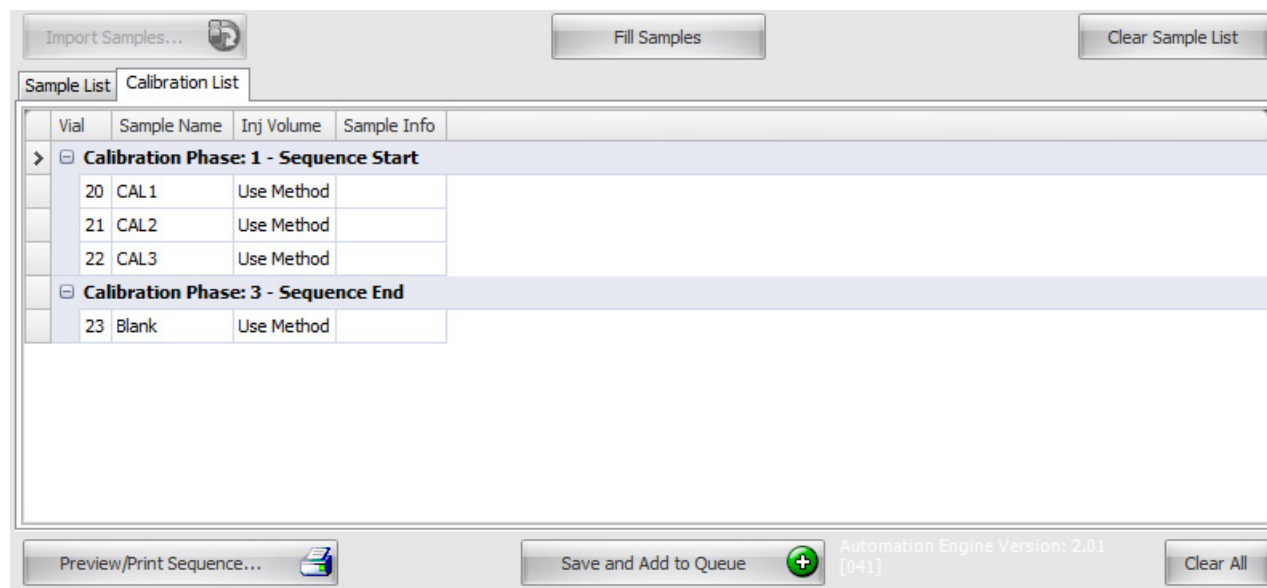 Import Samples... Fill Samples Clear Sample List
Sample List Calibration List
Vial Sample Name Inj Volume Sample Info
Calibration Phase: 1 - Sequence Start
20 CAL1 Use Method
21 CAL2 Use Method
22 CAL3 Use Method
Calibration Phase: 3 - Sequence End
23 Blank Use Method
Preview/Print Sequence... Save and Add to Queue Automation Engine Version: 2.01 Clear All
[041]